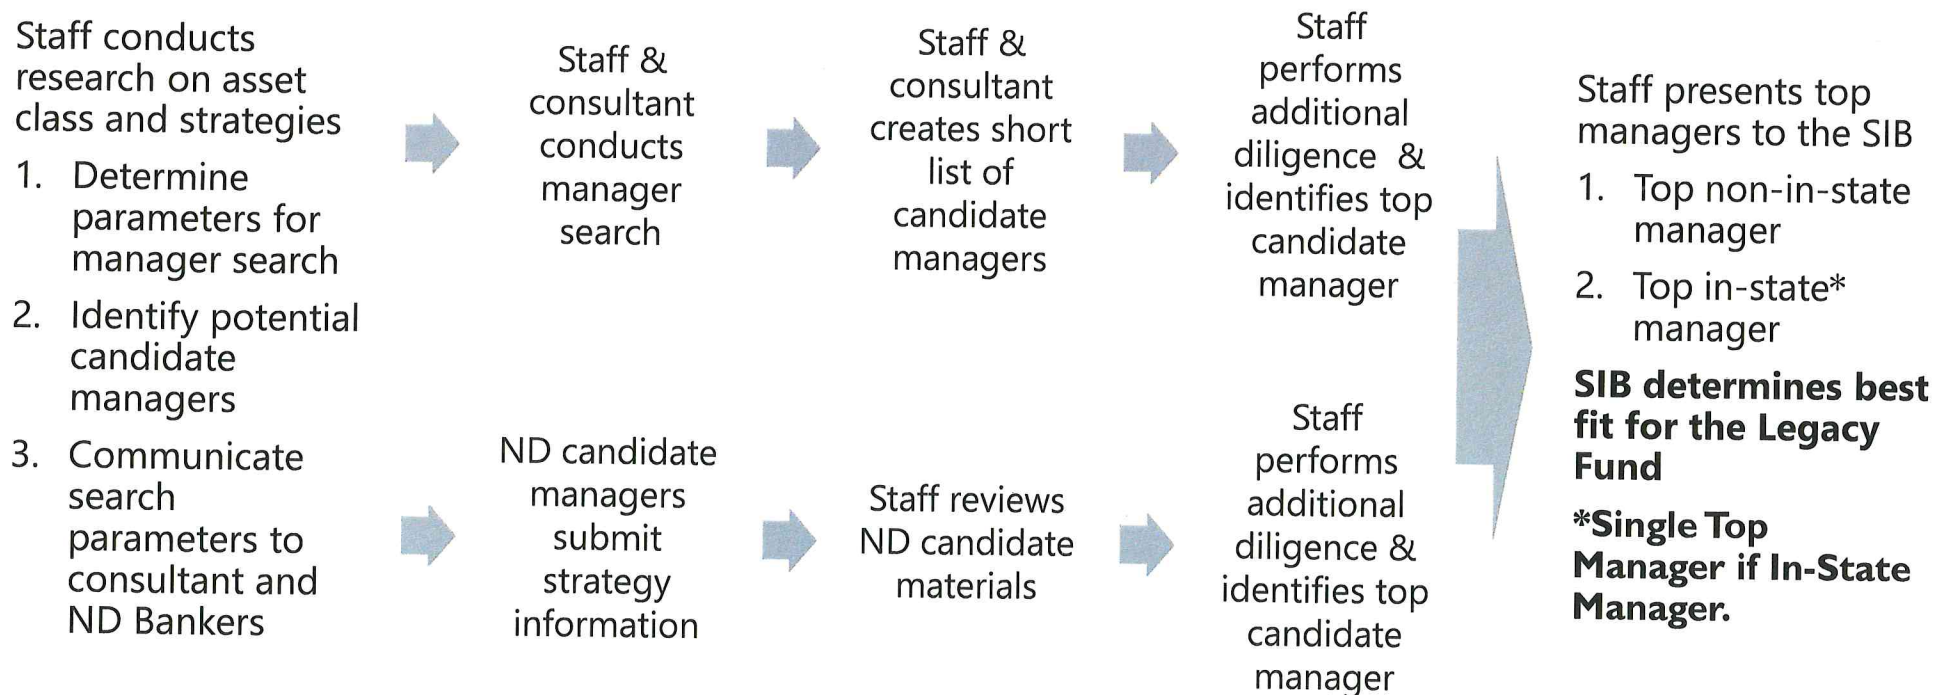 Staff conducts
research on asset
class and strategies
1. Determine
parameters for
manager search
2. Identify potential
candidate
managers
3. Communicate
search
parameters to
consultant and
ND Bankers
Staff &
consultant
conducts
manager
search
Staff &
consultant
creates short
list of
candidate
managers
Staff
performs
additional
diligence &
identifies top
candidate
manager
ND candidate
managers
submit
strategy
information
Staff reviews
ND candidate
materials
Staff
performs
additional
diligence &
identifies top
candidate
manager
Staff presents top
managers to the SIB
1. Top non-in-state
manager
2. Top in-state*
manager
SIB determines best
fit for the Legacy
Fund
*Single Top
Manager if In-State
Manager.